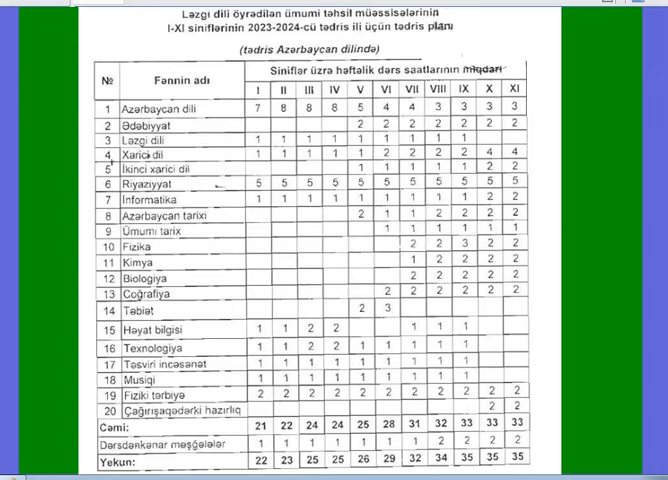 Ləzgi dili öyrədilən ümumi təhsil müəssisələrinin
I-XI siniflərinin 2023-2024-cü tədris ili üçün tədris planı
(tədris Azərbaycan dilində)
№ Fənnin adı Siniflər üzrə həftəlik dərs saatlarının miqdarı
I II III IV V VI VII VIII IX X XI
1 Azərbaycan dili 7 8 8 8 5 4 4 3 3 3 3
2 Ədəbiyyat 2 2 2 2 2 2 2
3 Ləzgi dili 1 1 1 1 1 1 1 1 1
4 Xarici dil 1 1 1 1 1 2 2 2 2 4 4
5 İkinci xarici dil 1 1 1 1 1 2 2
6 Riyaziyyat 5 5 5 5 5 5 5 5 5 5 5
7 İnformatika 1 1 1 1 1 1 1 1 1 2 2
8 Azərbaycan tarixi 2 1 1 2 2 2 2
9 Ümumi tarix 1 1 1 1 1 1
10 Fizika 2 2 3 2 2
11 Kimya 1 2 2 2 2
12 Biologiya 2 2 2 2 2
13 Coğrafiya 2 2 2 2 2 2
14 Təbiət 2 3
15 Həyat bilgisi 1 1 2 2 1 1 1
16 Texnologiya 1 1 2 2 1 1 1 1 1
17 Təsviri incəsənət 1 1 1 1 1 1 1 1 1
18 Musiqi 1 1 1 1 1 1 1 1 1
19 Fiziki tərbiyə 2 2 2 2 2 2 2 2 2 2 2
20 Çağırışaqədərki hazırlıq 2 2
Cəmi: 21 22 24 24 25 28 31 32 33 33 33
Dərsdənkənar məşğələlər 1 1 1 1 1 1 1 2 2 2 2
Yekun: 22 23 25 25 26 29 32 34 35 35 35